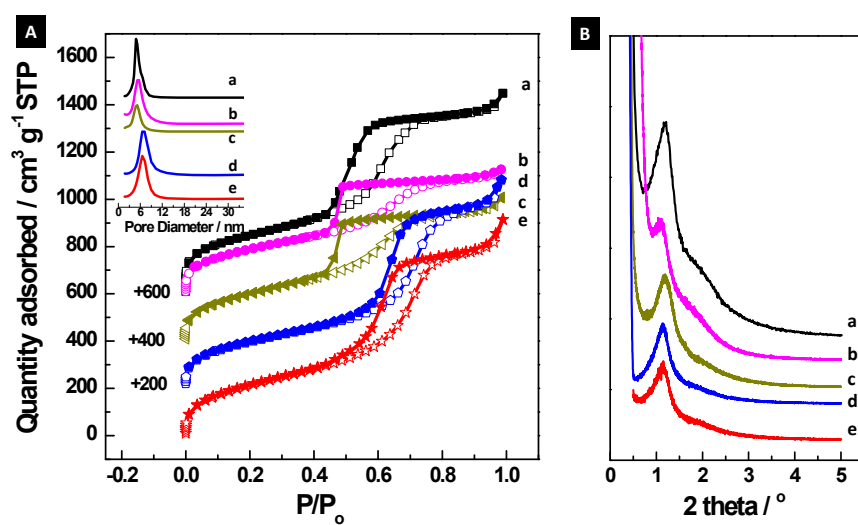 A
B
1600
1400
1200
1000
800
600
400
200
0
Quantity adsorbed / cm³ g⁻¹ STP
a
b
c
d
e
0 6 12 18 24 30
Pore Diameter / nm
a
b
d
c
e
+600
+400
+200
-0.2 0.0 0.2 0.4 0.6 0.8 1.0
P/Po
a
b
c
d
e
0 1 2 3 4 5
2 theta / °